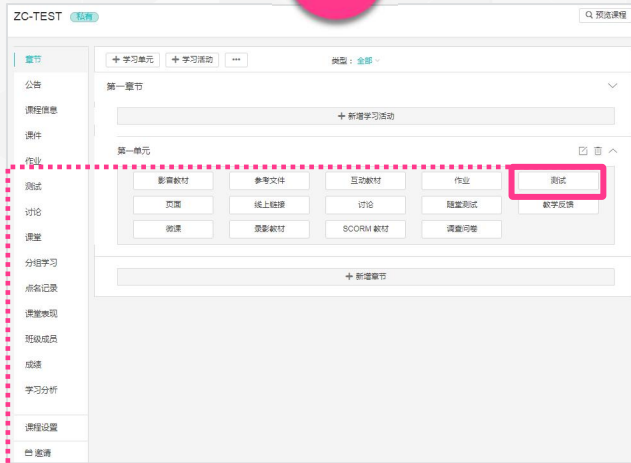 ZC-TEST 私有 预览课程
章节
公告
课程信息
课件
作业
测试
讨论
课堂
分组学习
点名记录
课堂表现
班级成员
成绩
学习分析
课程设置
邀请
+ 学习单元 + 学习活动 ··· 类型：全部
第一章节
+ 新增学习活动
第一单元
影音教材 参考文件 互动教材 作业 测试
页面 线上链接 讨论 随堂测试 教学反馈
微课 录影教材 SCORM 教材 调查问卷
+ 新增章节